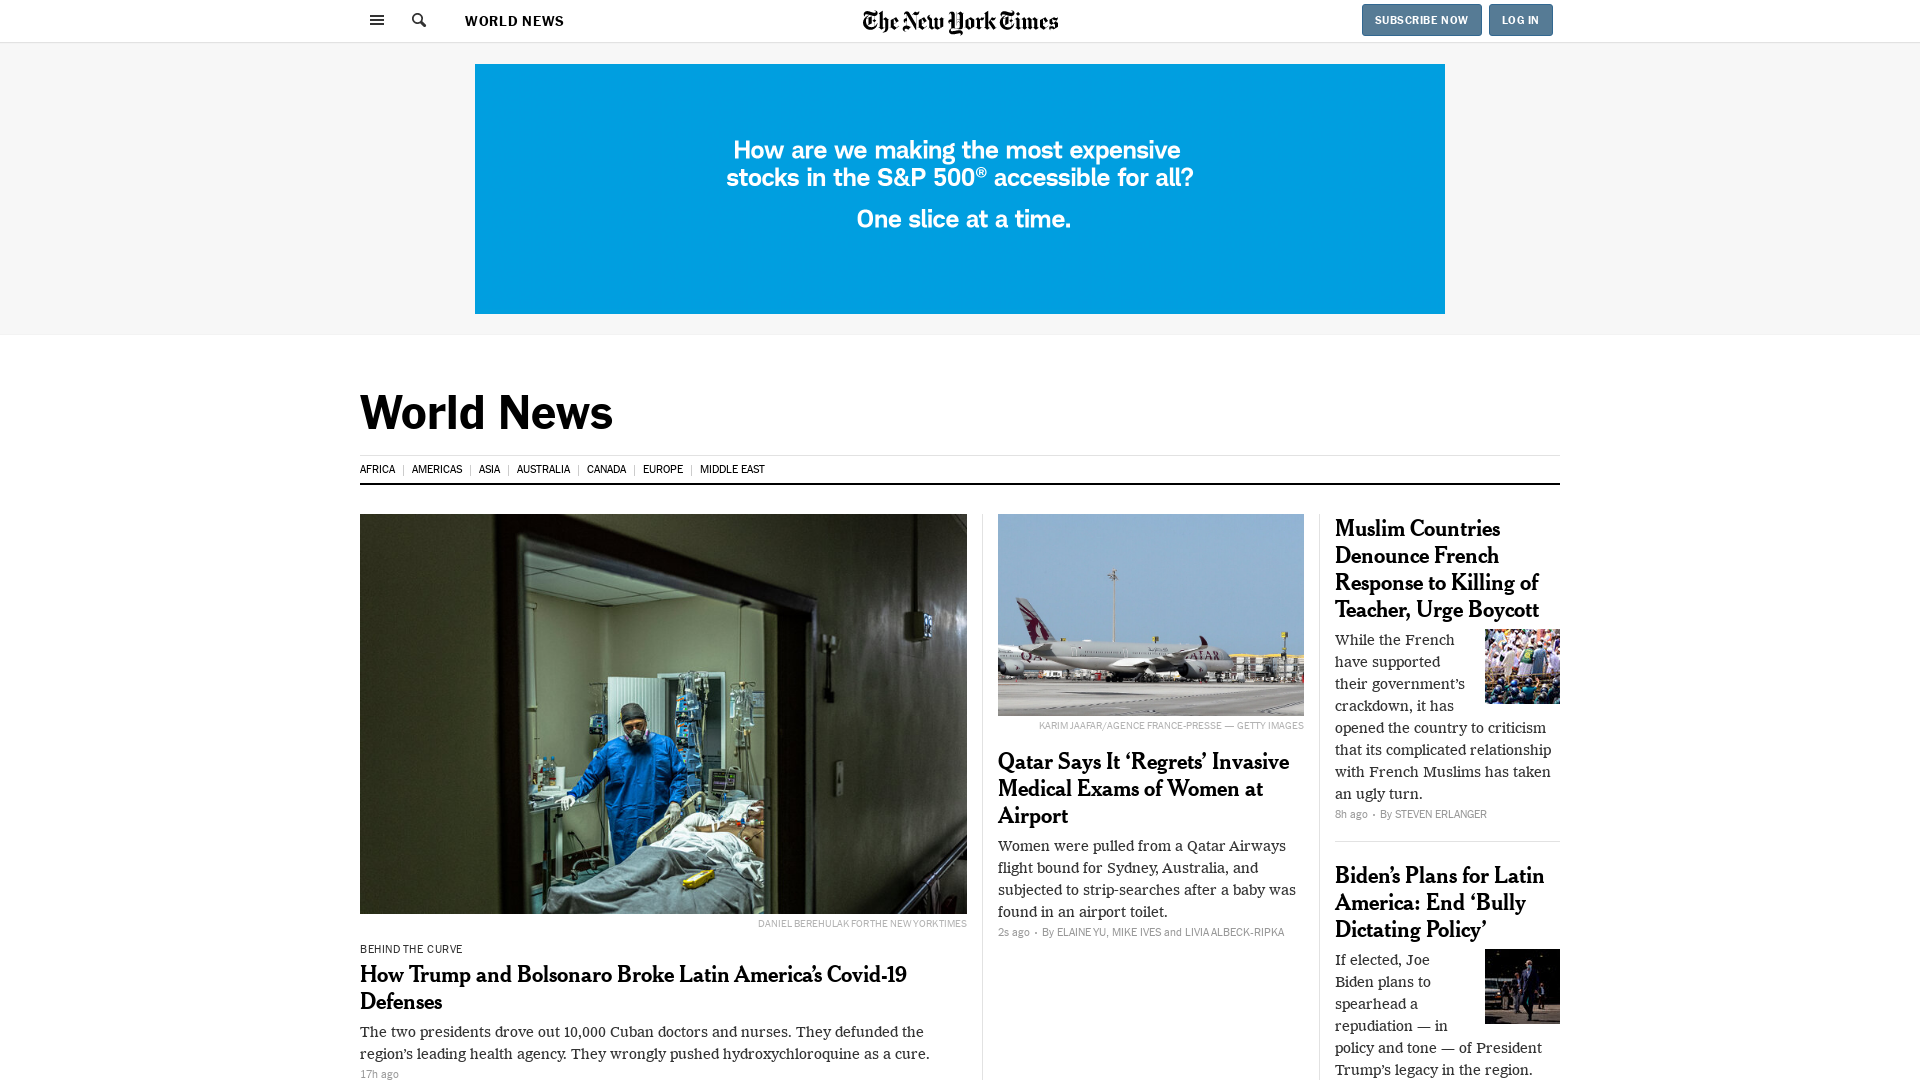 WORLD NEWS
The New York Times
SUBSCRIBE NOW
LOG IN
How are we making the most expensive
stocks in the S&P 500® accessible for all?
One slice at a time.
World News
AFRICA
AMERICAS
ASIA
AUSTRALIA
CANADA
EUROPE
MIDDLE EAST
DANIEL BEREHULAK FOR THE NEW YORK TIMES
BEHIND THE CURVE
How Trump and Bolsonaro Broke Latin America’s Covid-19
Defenses
The two presidents drove out 10,000 Cuban doctors and nurses. They defunded the
region’s leading health agency. They wrongly pushed hydroxychloroquine as a cure.
17h ago
QATAR
KARIM JAAFAR/AGENCE FRANCE-PRESSE — GETTY IMAGES
Qatar Says It ‘Regrets’ Invasive
Medical Exams of Women at
Airport
Women were pulled from a Qatar Airways
flight bound for Sydney, Australia, and
subjected to strip-searches after a baby was
found in an airport toilet.
2s ago • By ELAINE YU, MIKE IVES and LIVIA ALBECK-RIPKA
Muslim Countries
Denounce French
Response to Killing of
Teacher, Urge Boycott
While the French
have supported
their government’s
crackdown, it has
opened the country to criticism
that its complicated relationship
with French Muslims has taken
an ugly turn.
8h ago • By STEVEN ERLANGER
Biden’s Plans for Latin
America: End ‘Bully
Dictating Policy’
If elected, Joe
Biden plans to
spearhead a
repudiation — in
policy and tone — of President
Trump’s legacy in the region.